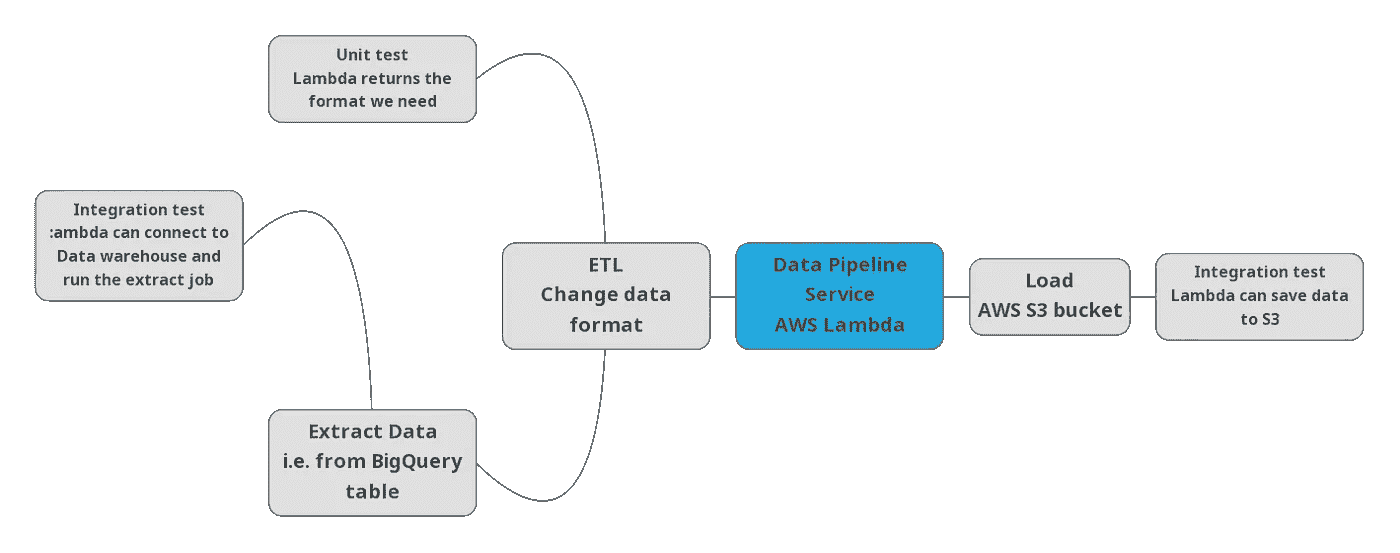 Unit test
Lambda returns the
format we need
Integration test
:ambda can connect to
Data warehouse and
run the extract job
ETL
Change data
format
Data Pipeline
Service
AWS Lambda
Load
AWS S3 bucket
Integration test
Lambda can save data
to S3
Extract Data
i.e. from BigQuery
table